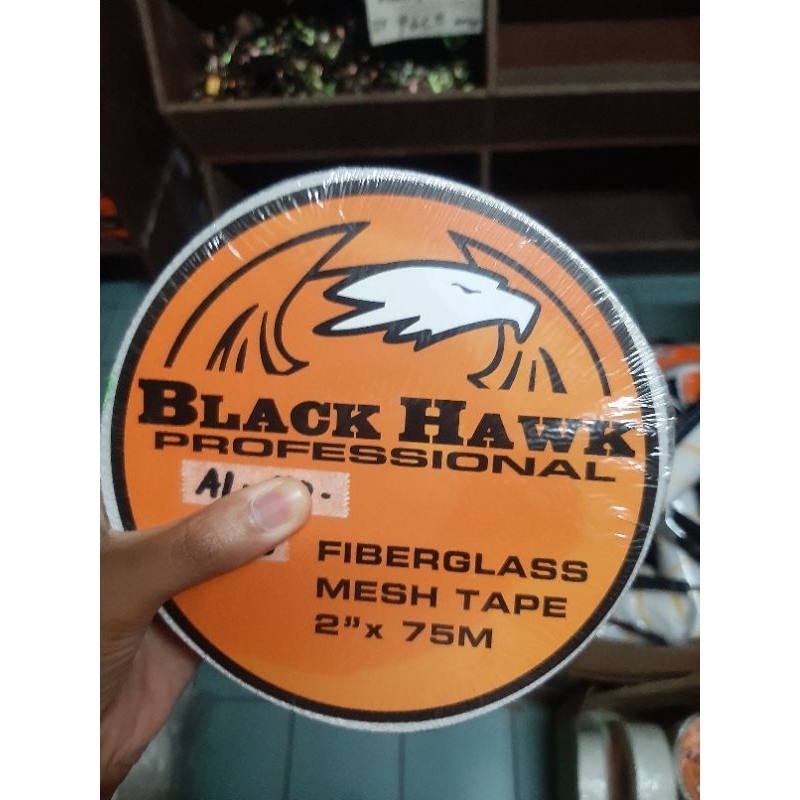 BLACK HAWK
PROFESSIONAL
FIBERGLASS
MESH TAPE
2"x 75M